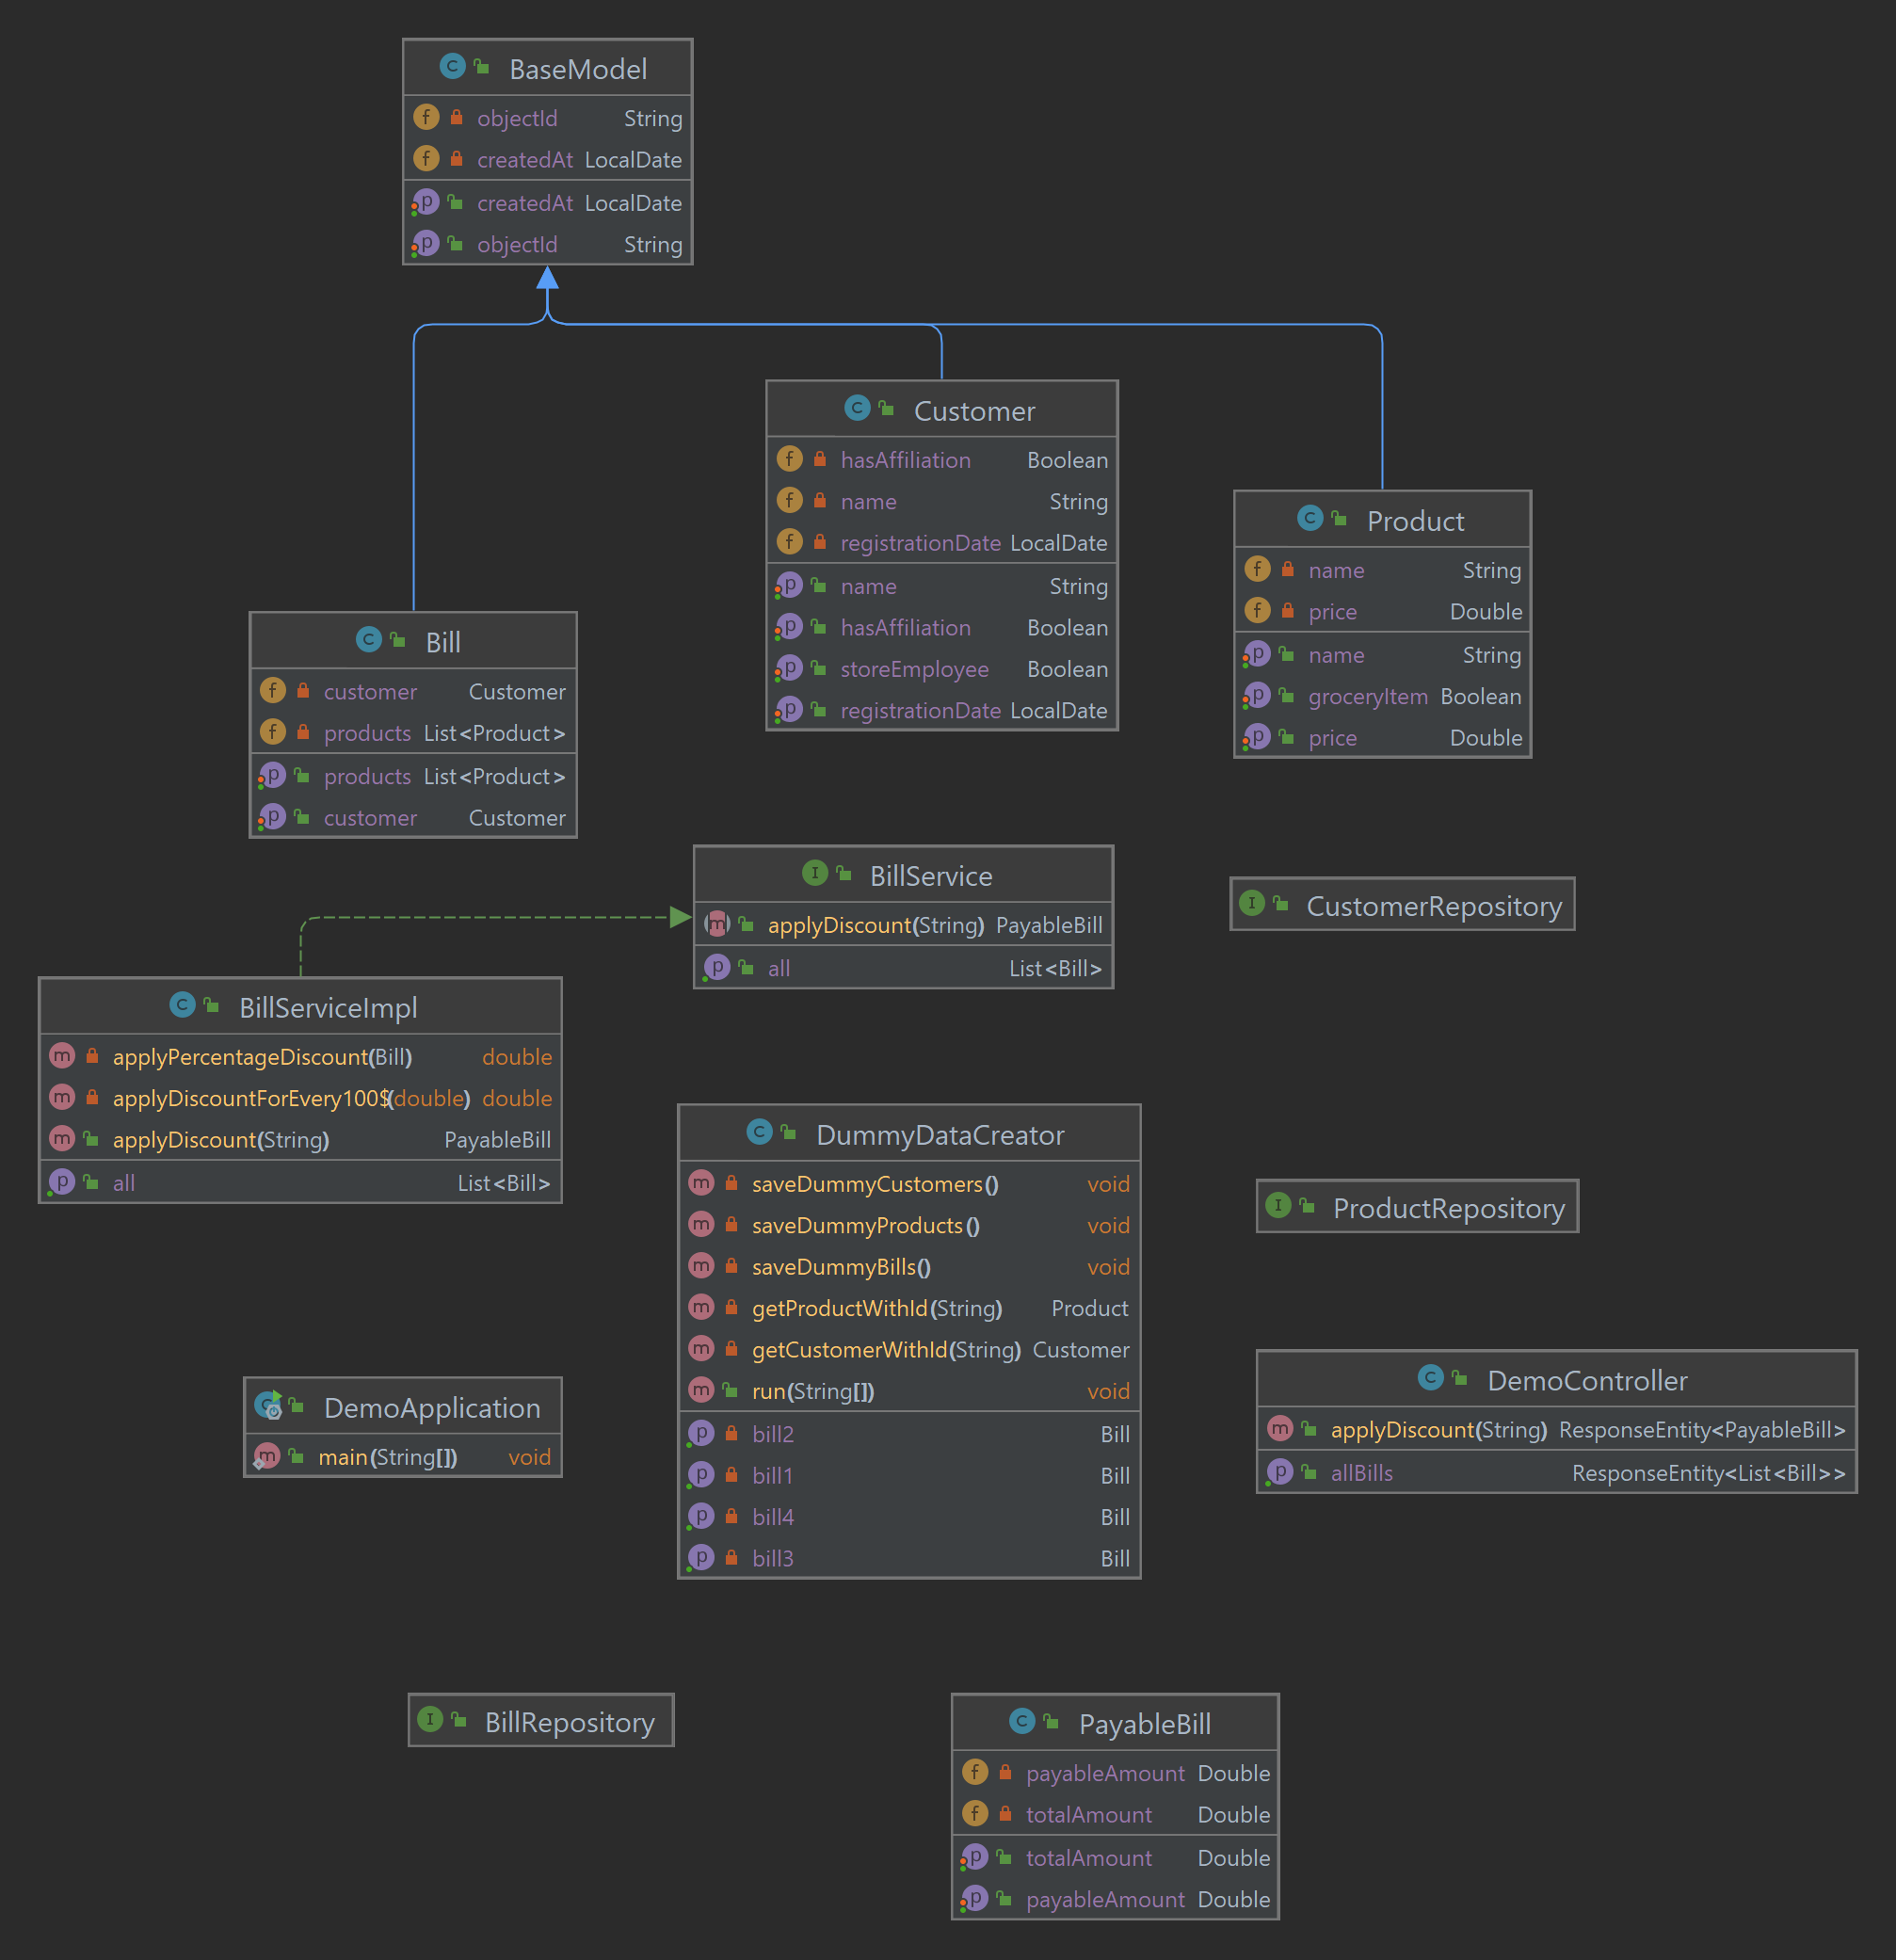 BaseModel
objectId String
createdAt LocalDate
createdAt LocalDate
objectId String
Customer
hasAffiliation Boolean
name String
registrationDate LocalDate
name String
hasAffiliation Boolean
storeEmployee Boolean
registrationDate LocalDate
Product
name String
price Double
name String
groceryItem Boolean
price Double
Bill
customer Customer
products List<Product>
products List<Product>
customer Customer
BillService
applyDiscount(String) PayableBill
all List<Bill>
CustomerRepository
BillServiceImpl
applyPercentageDiscount(Bill) double
applyDiscountForEvery100$(double) double
applyDiscount(String) PayableBill
all List<Bill>
DummyDataCreator
saveDummyCustomers() void
saveDummyProducts() void
saveDummyBills() void
getProductWithId(String) Product
getCustomerWithId(String) Customer
run(String[]) void
bill2 Bill
bill1 Bill
bill4 Bill
bill3 Bill
ProductRepository
DemoApplication
main(String[]) void
DemoController
applyDiscount(String) ResponseEntity<PayableBill>
allBills ResponseEntity<List<Bill>>
BillRepository
PayableBill
payableAmount Double
totalAmount Double
totalAmount Double
payableAmount Double